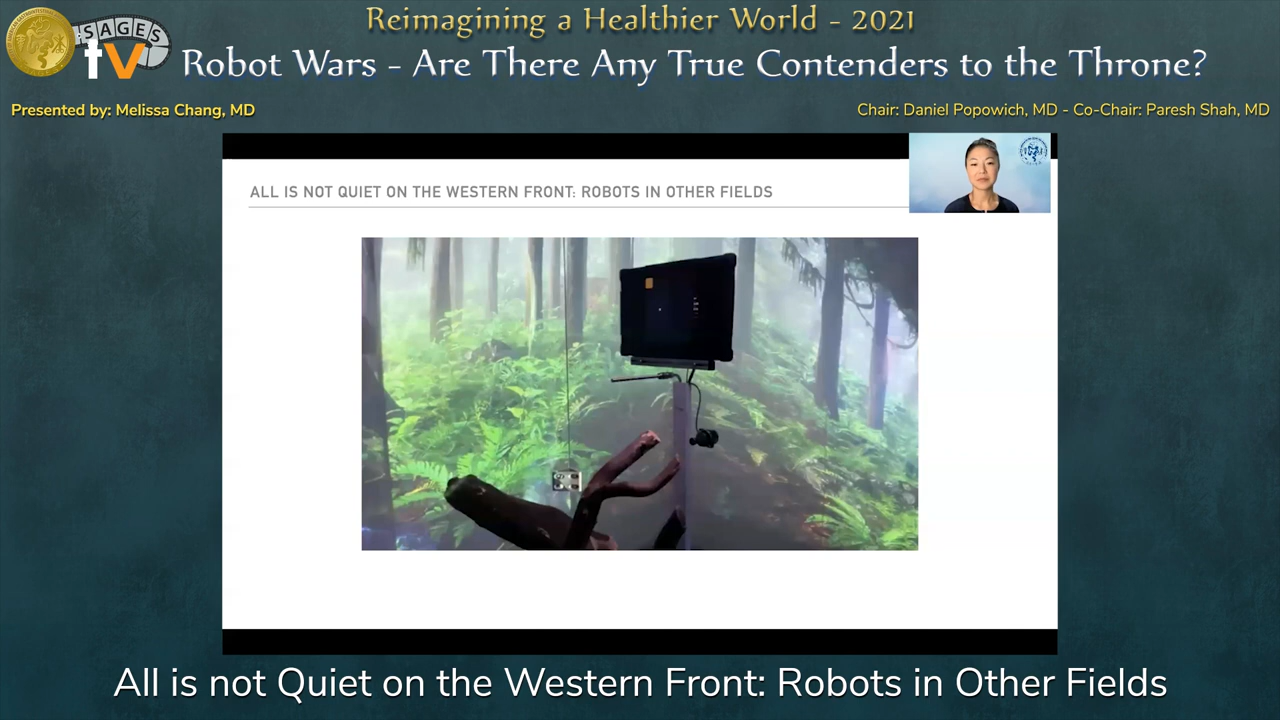 Reimagining a Healthier World - 2021
SAGES
tv
Robot Wars - Are There Any True Contenders to the Throne?
Presented by: Melissa Chang, MD
Chair: Daniel Popowich, MD - Co-Chair: Paresh Shah, MD
ALL IS NOT QUIET ON THE WESTERN FRONT: ROBOTS IN OTHER FIELDS
All is not Quiet on the Western Front: Robots in Other Fields